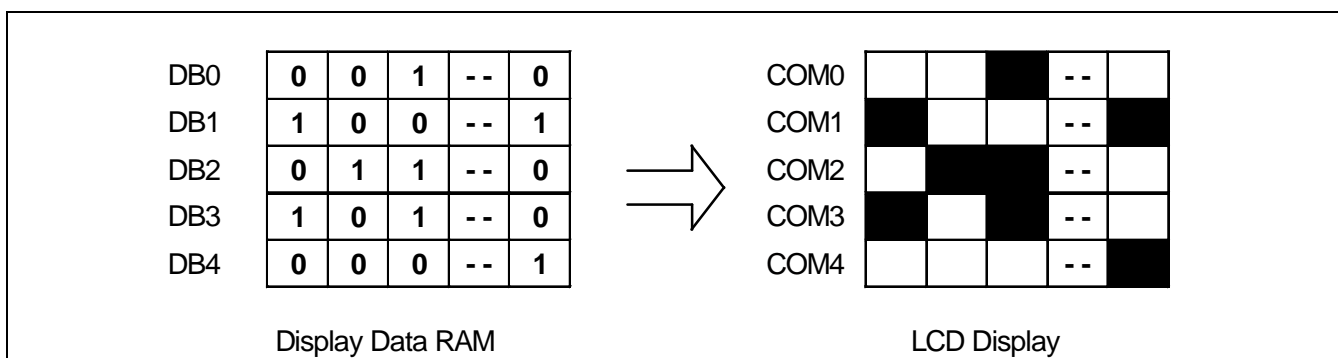 DB0 0 0 1 - - 0 COM0 - -
DB1 1 0 0 - - 1 COM1 - -
DB2 0 1 1 - - 0 COM2 - -
DB3 1 0 1 - - 0 COM3 - -
DB4 0 0 0 - - 1 COM4 - -
Display Data RAM LCD Display